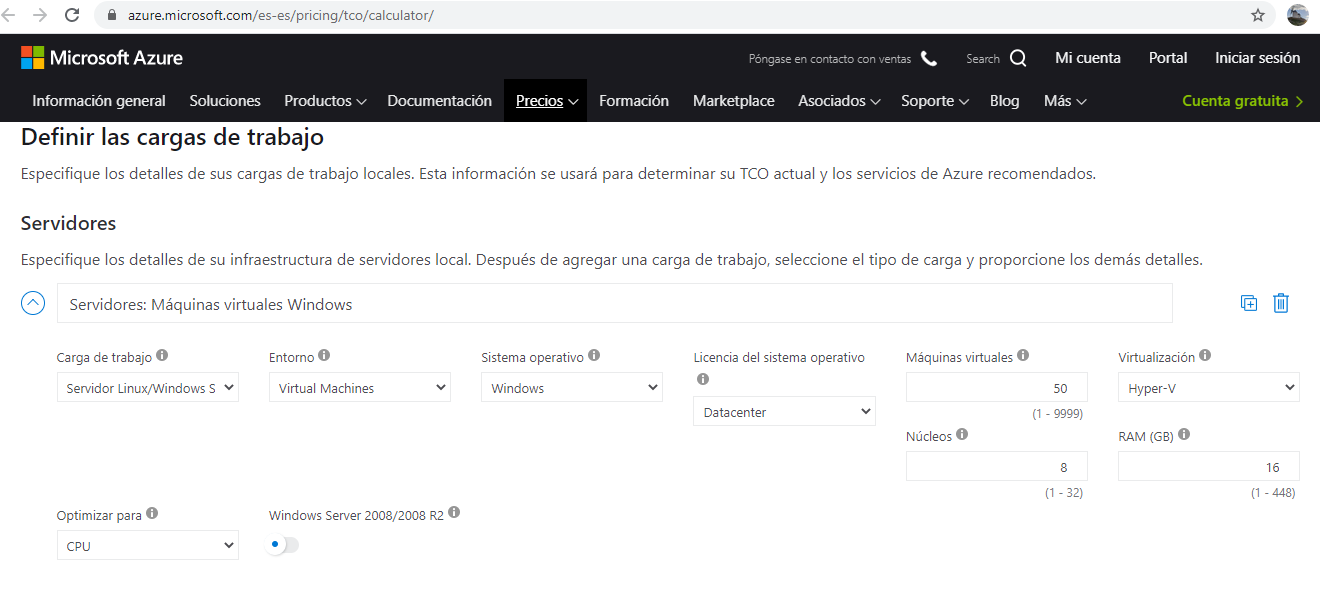 azure.microsoft.com/es-es/pricing/tco/calculator/
Microsoft Azure
Póngase en contacto con ventas Search Mi cuenta Portal Iniciar sesión
Información general Soluciones Productos Documentación Precios Formación Marketplace Asociados Soporte Blog Más Cuenta gratuita
Definir las cargas de trabajo
Especifique los detalles de sus cargas de trabajo locales. Esta información se usará para determinar su TCO actual y los servicios de Azure recomendados.
Servidores
Especifique los detalles de su infraestructura de servidores local. Después de agregar una carga de trabajo, seleccione el tipo de carga y proporcione los demás detalles.
Servidores: Máquinas virtuales Windows
Carga de trabajo Entorno Sistema operativo Licencia del sistema operativo Máquinas virtuales Virtualización
Servidor Linux/Windows S Virtual Machines Windows Datacenter 50 Hyper-V
(1 - 9999)
Núcleos RAM (GB)
8 16
(1 - 32) (1 - 448)
Optimizar para Windows Server 2008/2008 R2
CPU